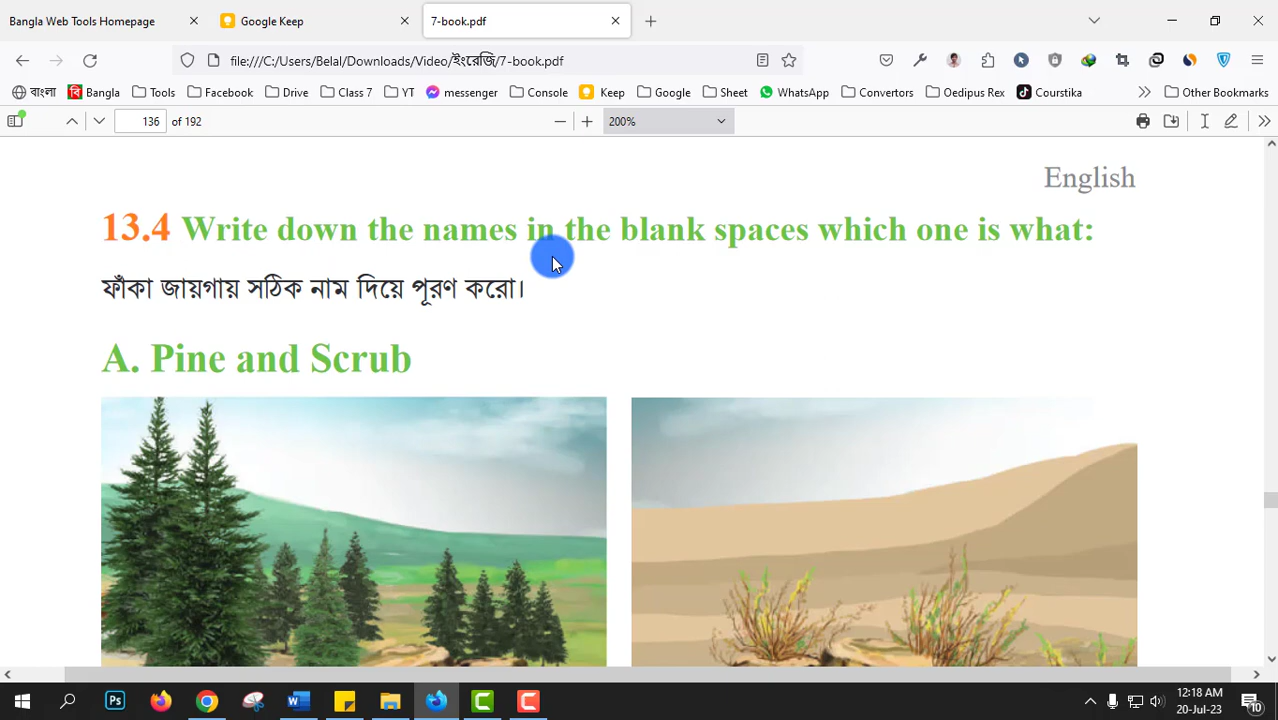 Bangla Web Tools Homepage
Google Keep
7-book.pdf
file:///C:/Users/Belal/Downloads/Video/ইংরেজি/7-book.pdf
বাংলা Bangla Tools Facebook Drive Class 7 YT messenger Console Keep Google Sheet WhatsApp Convertors Oedipus Rex Courstika Other Bookmarks
136 of 192
200%
English
13.4 Write down the names in the blank spaces which one is what:
ফাঁকা জায়গায় সঠিক নাম দিয়ে পূরণ করো।
A. Pine and Scrub
12:18 AM
20-Jul-23
10